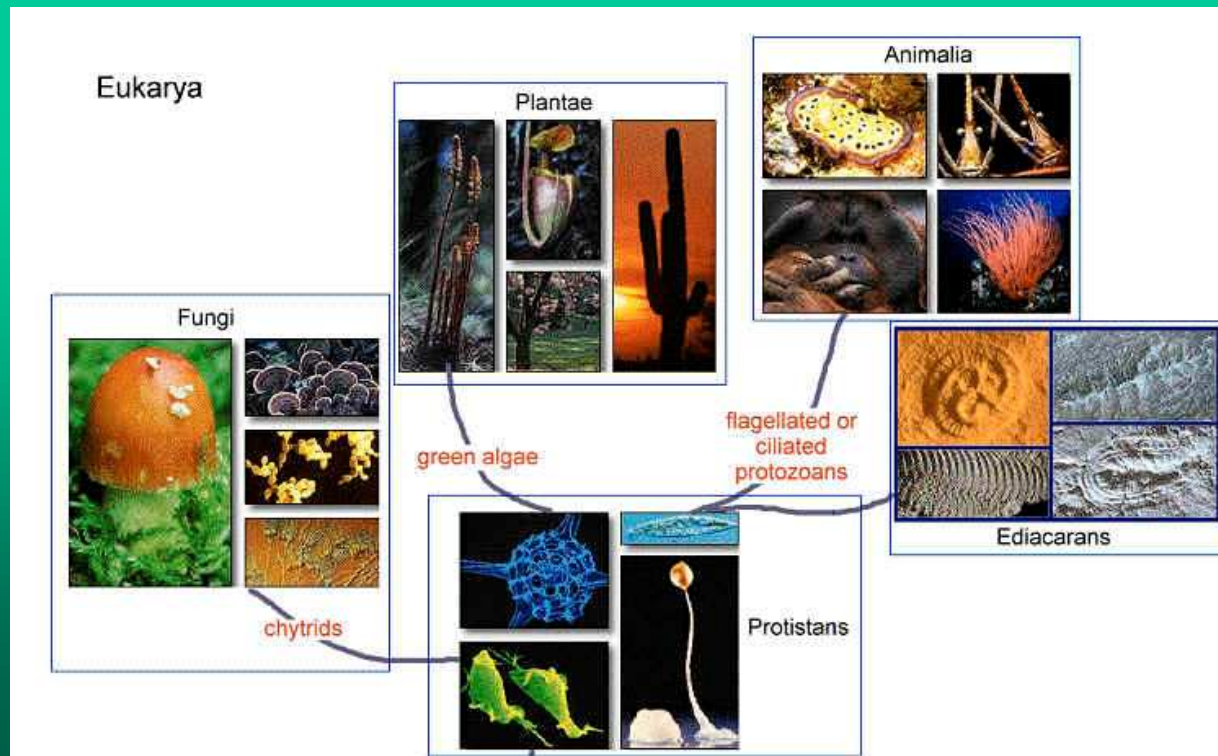 Eukarya
Animalia
Plantae
Fungi
flagellated or
ciliated
protozoans
green algae
Ediacarans
chytrids
Protistans